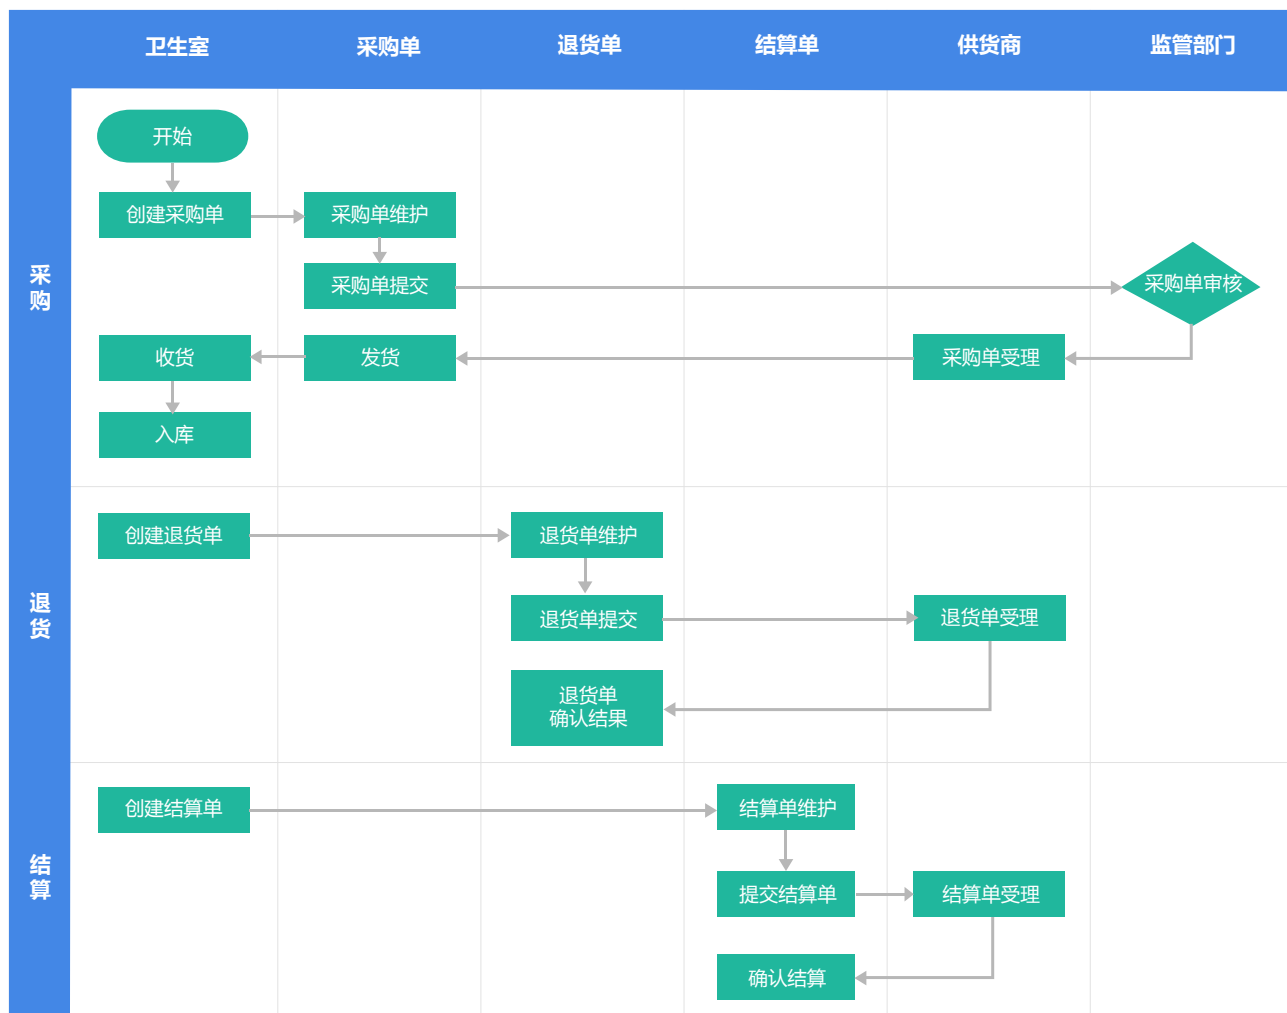 卫生室
采购单
退货单
结算单
供货商
监管部门
采购
开始
创建采购单
采购单维护
采购单提交
采购单审核
收货
发货
采购单受理
入库
退货
创建退货单
退货单维护
退货单提交
退货单受理
退货单
确认结果
结算
创建结算单
结算单维护
提交结算单
结算单受理
确认结算